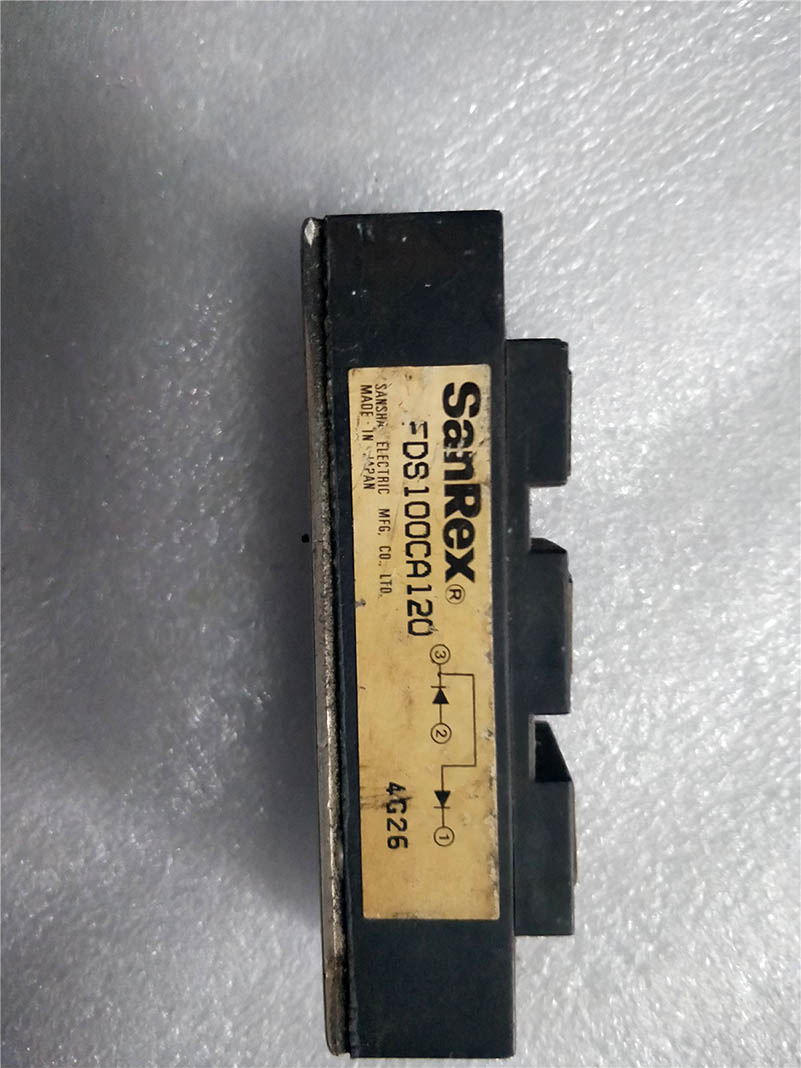 SanRex®
FDS100CA120
SANSHA ELECTRIC MFG. CO., LTD.
MADE IN JAPAN
③ ② ①
4G26